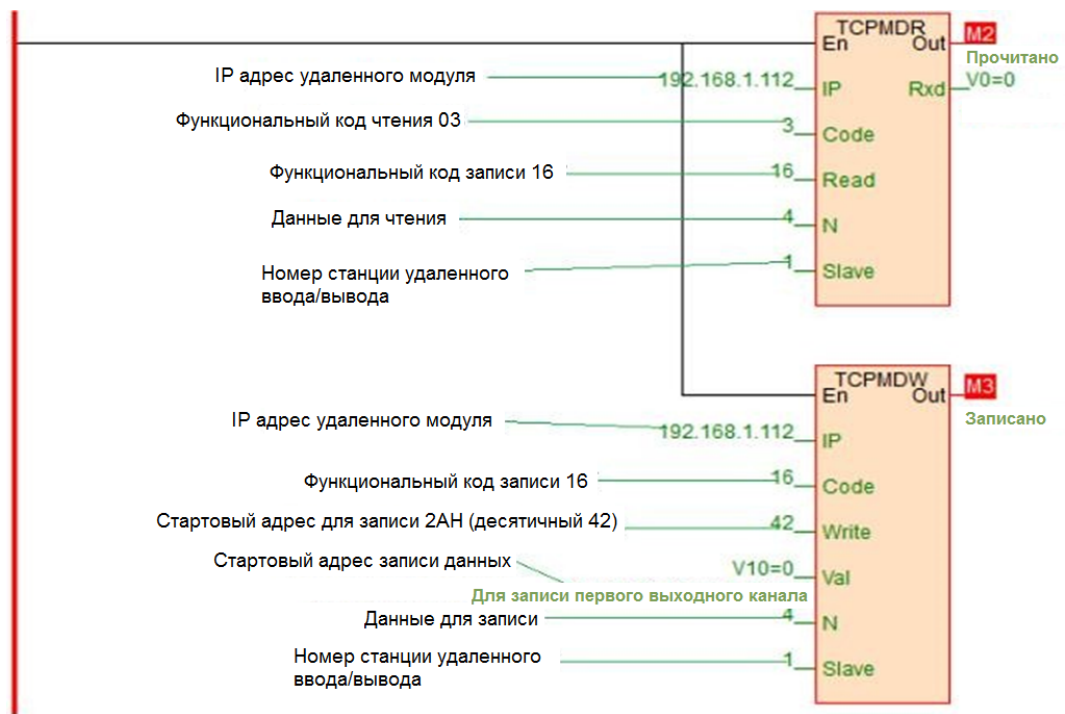 TCPMDR
En Out M2
Прочитано
IP адрес удаленного модуля 192.168.1.112 IP Rxd V0=0
Функциональный код чтения 03 3 Code
Функциональный код записи 16 16 Read
Данные для чтения 4 N
Номер станции удаленного
ввода/вывода 1 Slave
TCPMDW
En Out M3
Записано
IP адрес удаленного модуля 192.168.1.112 IP
Функциональный код записи 16 16 Code
Стартовый адрес для записи 2AH (десятичный 42) 42 Write
Стартовый адрес записи данных V10=0 Val
Для записи первого выходного канала
Данные для записи 4 N
Номер станции удаленного
ввода/вывода 1 Slave